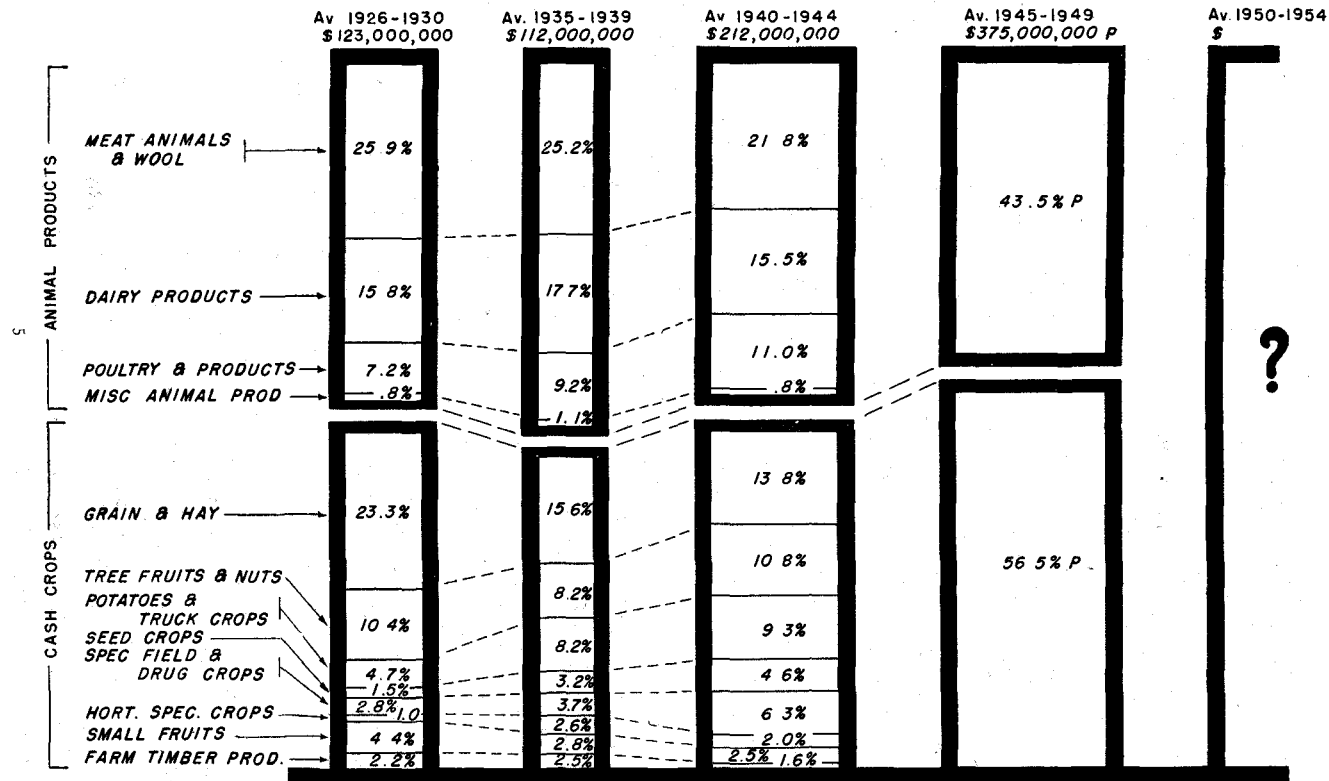 Av 1926-1930
$123,000,000
Av. 1935-1939
$112,000,000
Av 1940-1944
$212,000,000
Av. 1945-1949
$375,000,000 P
Av. 1950-1954
$
ANIMAL PRODUCTS
MEAT ANIMALS
& WOOL
25.9%
25.2%
21 8%
43.5% P
DAIRY PRODUCTS
15 8%
17 7%
15.5%
POULTRY & PRODUCTS
7.2%
9.2%
11.0%
MISC ANIMAL PROD
.8%
1.1%
.8%
5
?
CASH CROPS
GRAIN & HAY
23.3%
15 6%
13 8%
56 5% P
TREE FRUITS & NUTS
10 4%
8.2%
10 8%
POTATOES &
TRUCK CROPS
4.7%
8.2%
9 3%
SEED CROPS
1.5%
3.2%
4 6%
SPEC FIELD &
DRUG CROPS
2.8%
3.7%
6 3%
HORT. SPEC. CROPS
1.0
2.6%
2.0%
SMALL FRUITS
4 4%
2.8%
2.5%
FARM TIMBER PROD.
2.2%
2.5%
1.6%